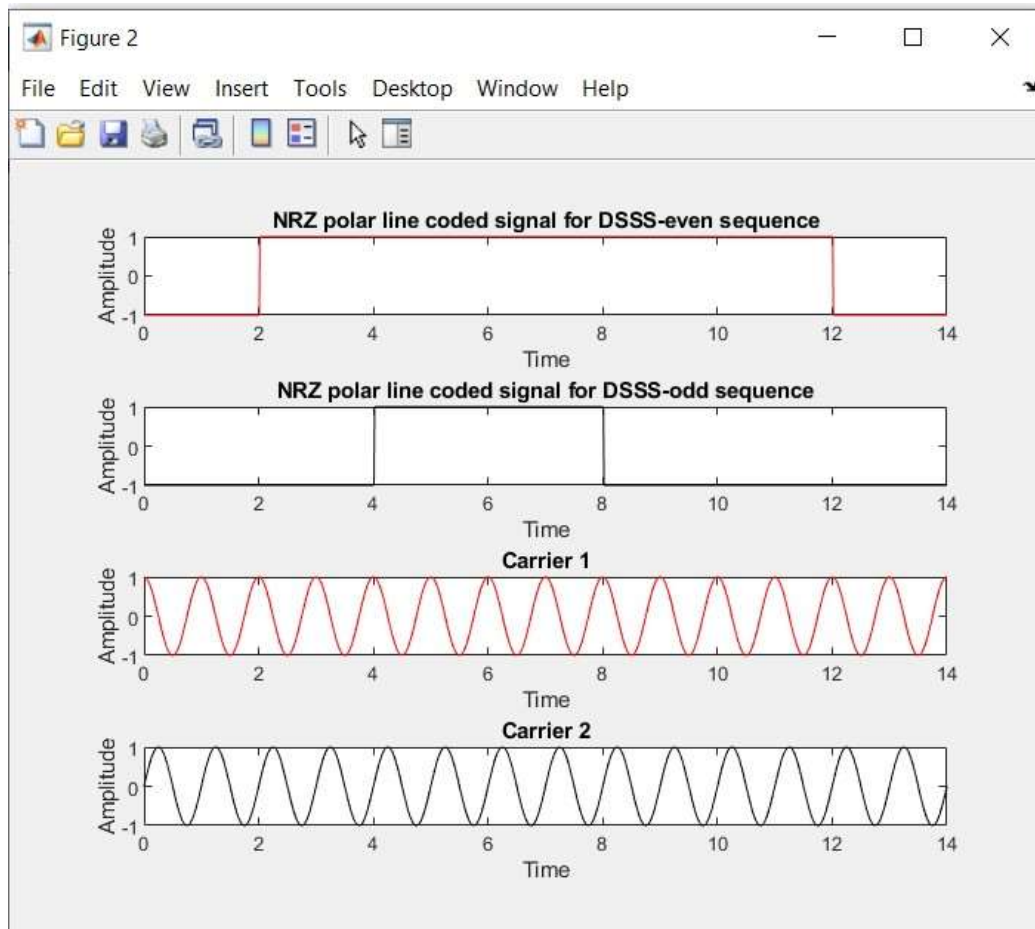 Figure 2
File Edit View Insert Tools Desktop Window Help
NRZ polar line coded signal for DSSS-even sequence
Amplitude
1
0
-1
0 2 4 6 8 10 12 14
Time
NRZ polar line coded signal for DSSS-odd sequence
Amplitude
1
0
-1
0 2 4 6 8 10 12 14
Time
Carrier 1
Amplitude
1
0
-1
0 2 4 6 8 10 12 14
Time
Carrier 2
Amplitude
1
0
-1
0 2 4 6 8 10 12 14
Time